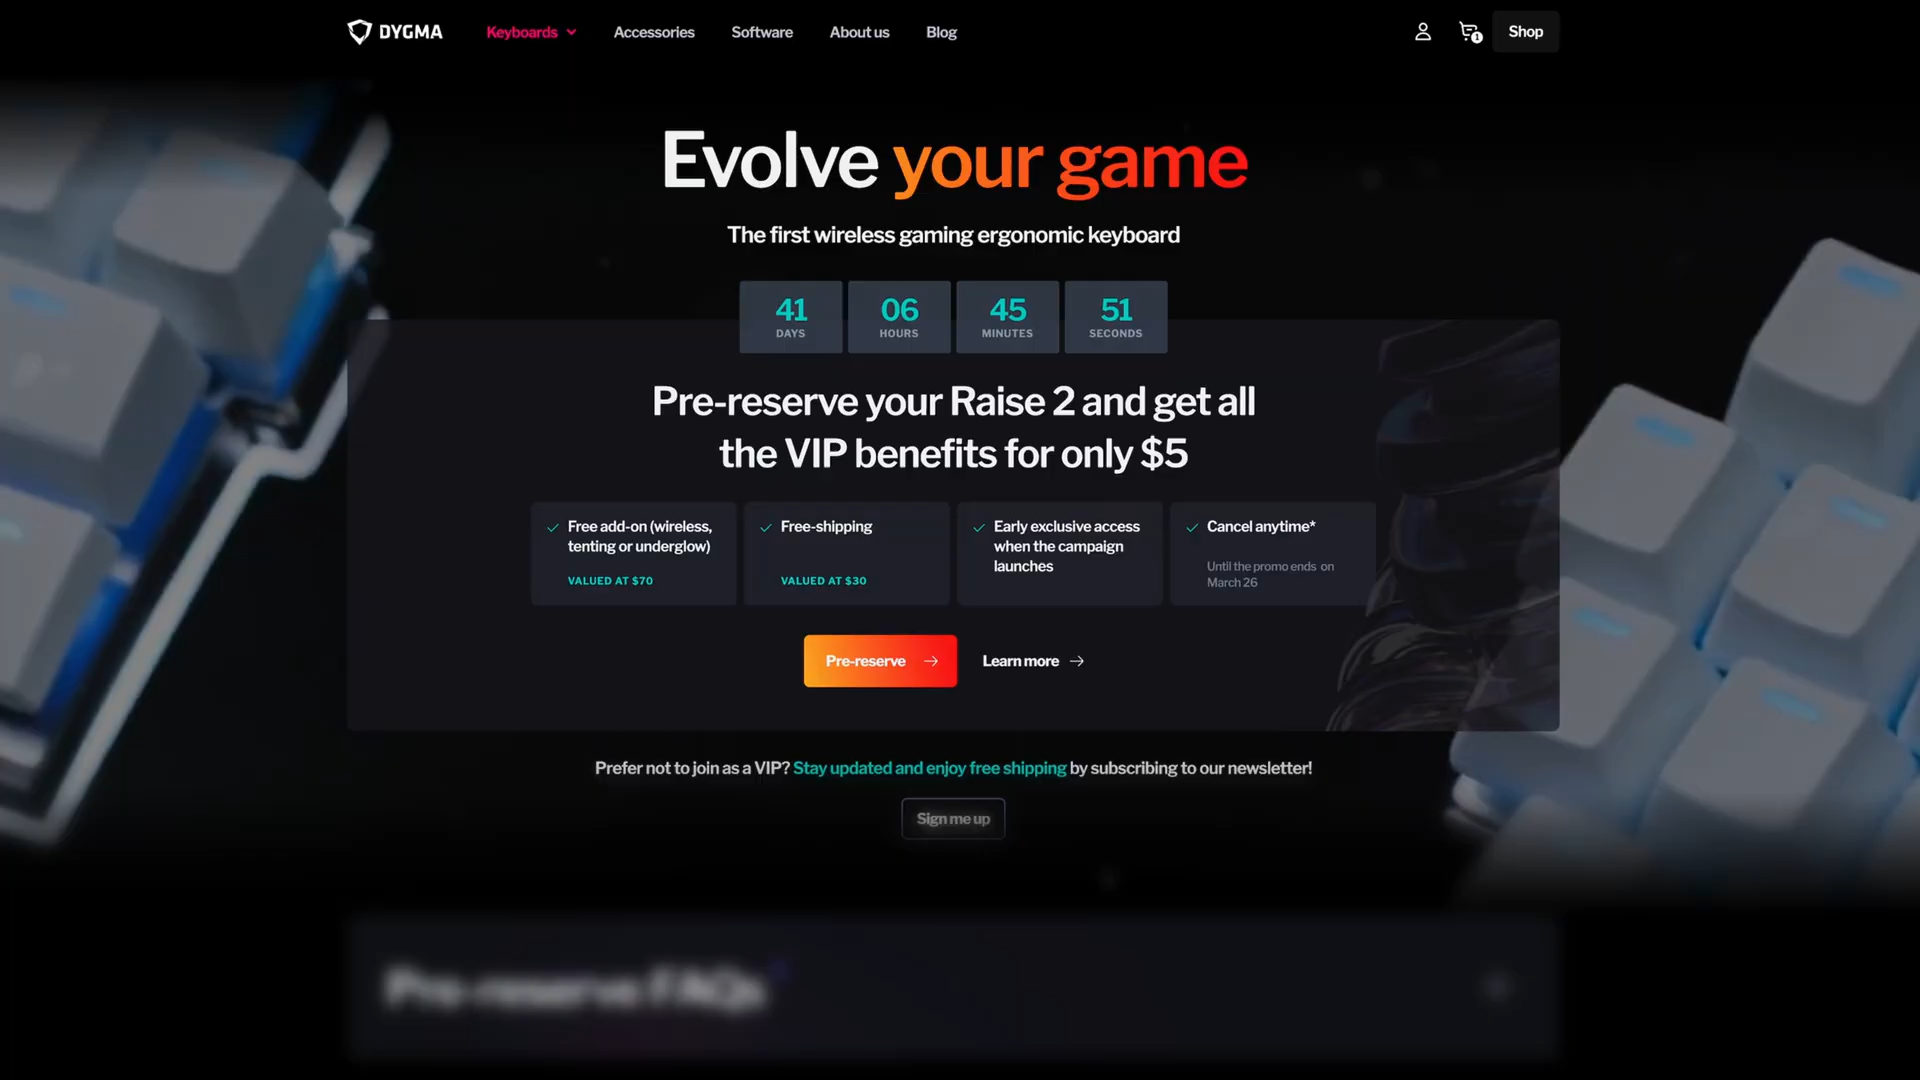 DYGMA
Keyboards
Accessories
Software
About us
Blog
1
Shop
Evolve your game
The first wireless gaming ergonomic keyboard
41
DAYS
06
HOURS
45
MINUTES
51
SECONDS
Pre-reserve your Raise 2 and get all
the VIP benefits for only $5
Free add-on (wireless,
tenting or underglow)
VALUED AT $70
Free-shipping
VALUED AT $30
Early exclusive access
when the campaign
launches
Cancel anytime*
Until the promo ends on
March 26
Pre-reserve
Learn more
Prefer not to join as a VIP? Stay updated and enjoy free shipping by subscribing to our newsletter!
Sign me up
Pre-reserve FAQs